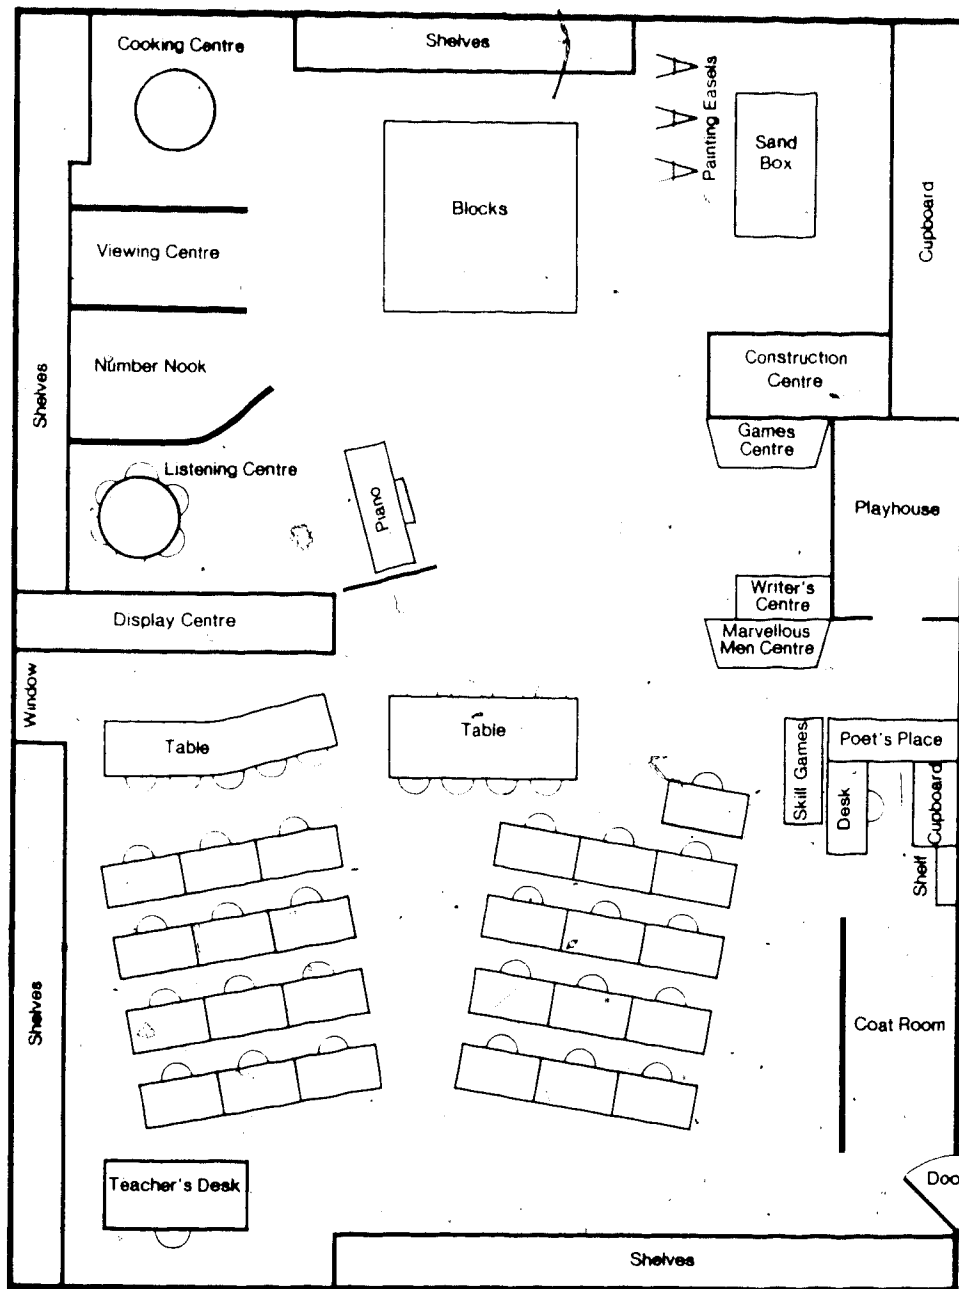 Cooking Centre
Shelves
Painting Easels
Sand
Box
Blocks
Cupboard
Viewing Centre
Number Nook
Shelves
Construction
Centre
Games
Centre
Listening Centre
Piano
Playhouse
Writer's
Centre
Display Centre
Marvellous
Men Centre
Window
Table
Table
Skill Games
Poet's Place
Desk
Cupboard
Shelf
Shelves
Coat Room
Teacher's Desk
Doo
Shelves